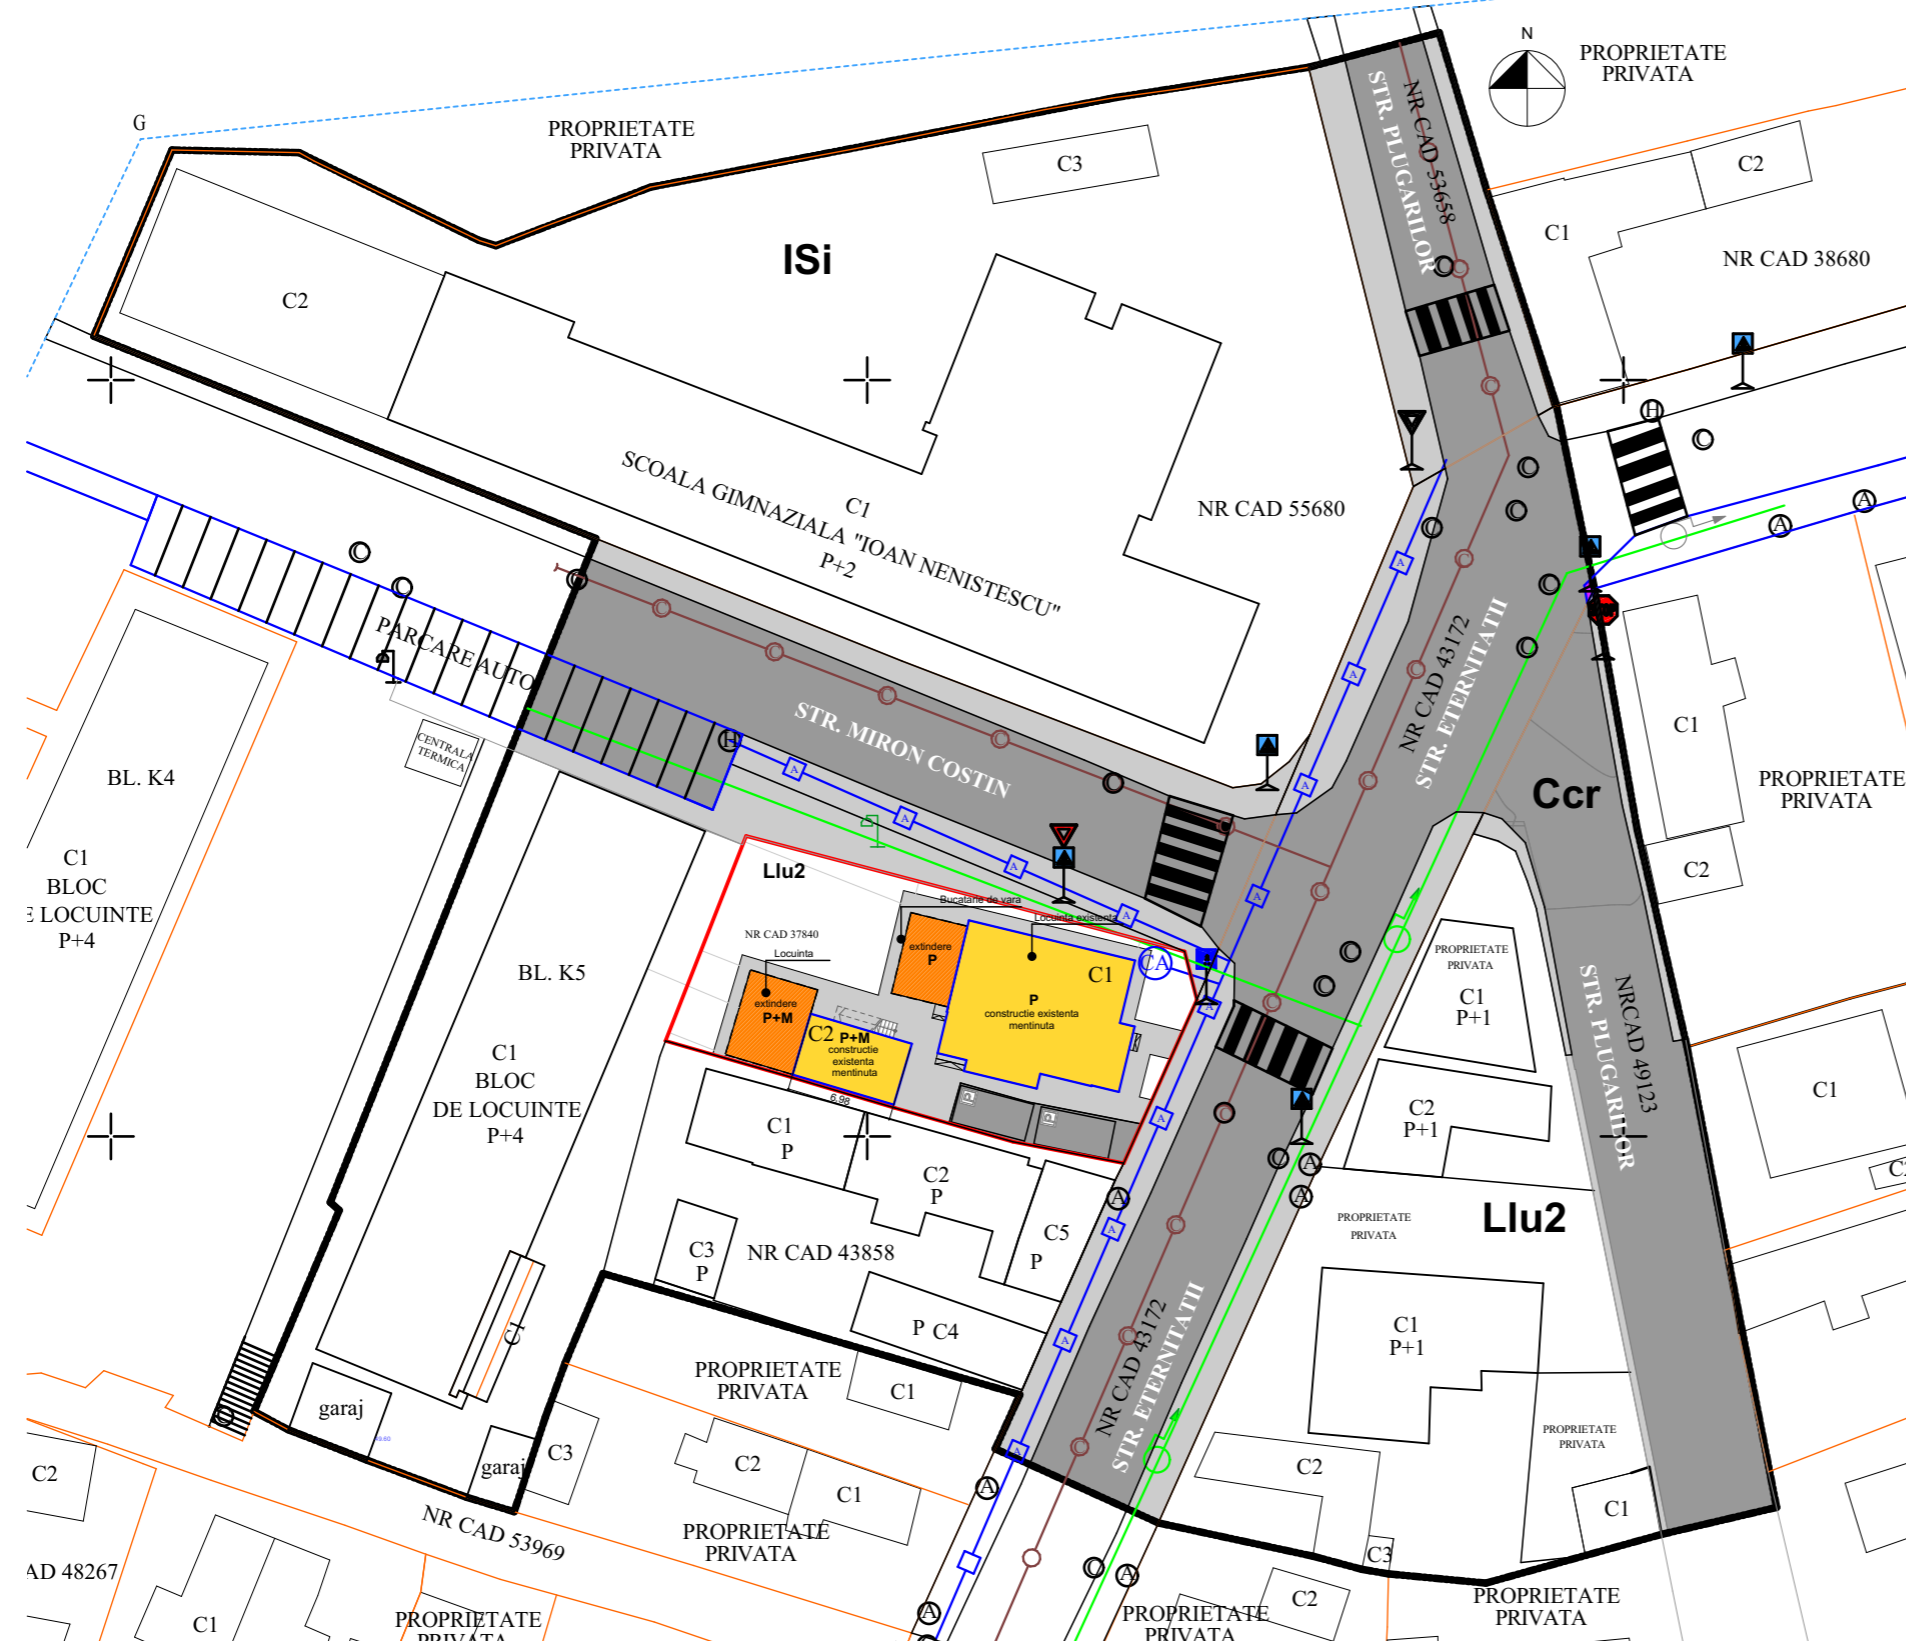 N
PROPRIETATE
PRIVATA
G
PROPRIETATE
PRIVATA
C3
STR. PLUGARILOR
NR CAD 53658
C2
C1
NR CAD 38680
ISi
C2
SCOALA GIMNAZIALA "IOAN NENISTESCU"
C1
P+2
NR CAD 55680
H
C
A
A
PARCARE AUTO
STR. MIRON COSTIN
NR CAD 43172
STR. ETERNITATII
Ccr
C1
PROPRIETATE
PRIVATA
C2
CENTRALA
TERMICA
BL. K4
C1
BLOC
E LOCUINTE
P+4
H
Llu2
NR CAD 37840
Locuinta
Bucatarie de vara
Locuinta existenta
extindere
P
C1
P
constructie existenta
mentinuta
CA
extindere
P+M
C2
P+M
constructie
existenta
mentinuta
6.98
P
P
BL. K5
C1
BLOC
DE LOCUINTE
P+4
PROPRIETATE
PRIVATA
C1
P+1
C2
P+1
STR. PLUGARILOR
NRCAD 49123
C1
PROPRIETATE
PRIVATA
Llu2
C1
P
C2
P
C3
P
NR CAD 43858
C5
P
P C4
C1
P+1
NR CAD 43172
STR. ETERNITATII
PROPRIETATE
PRIVATA
C1
C1
garaj
garaj
C3
C2
C1
PROPRIETATE
PRIVATA
NR CAD 53969
C2
AD 48267
C1
PROPRIETATE
PRIVATA
PROPRIETATE
PRIVATA
C2
C1
C3
C2
PROPRIETATE
PRIVATA
PROPRIETATE
PRIVATA